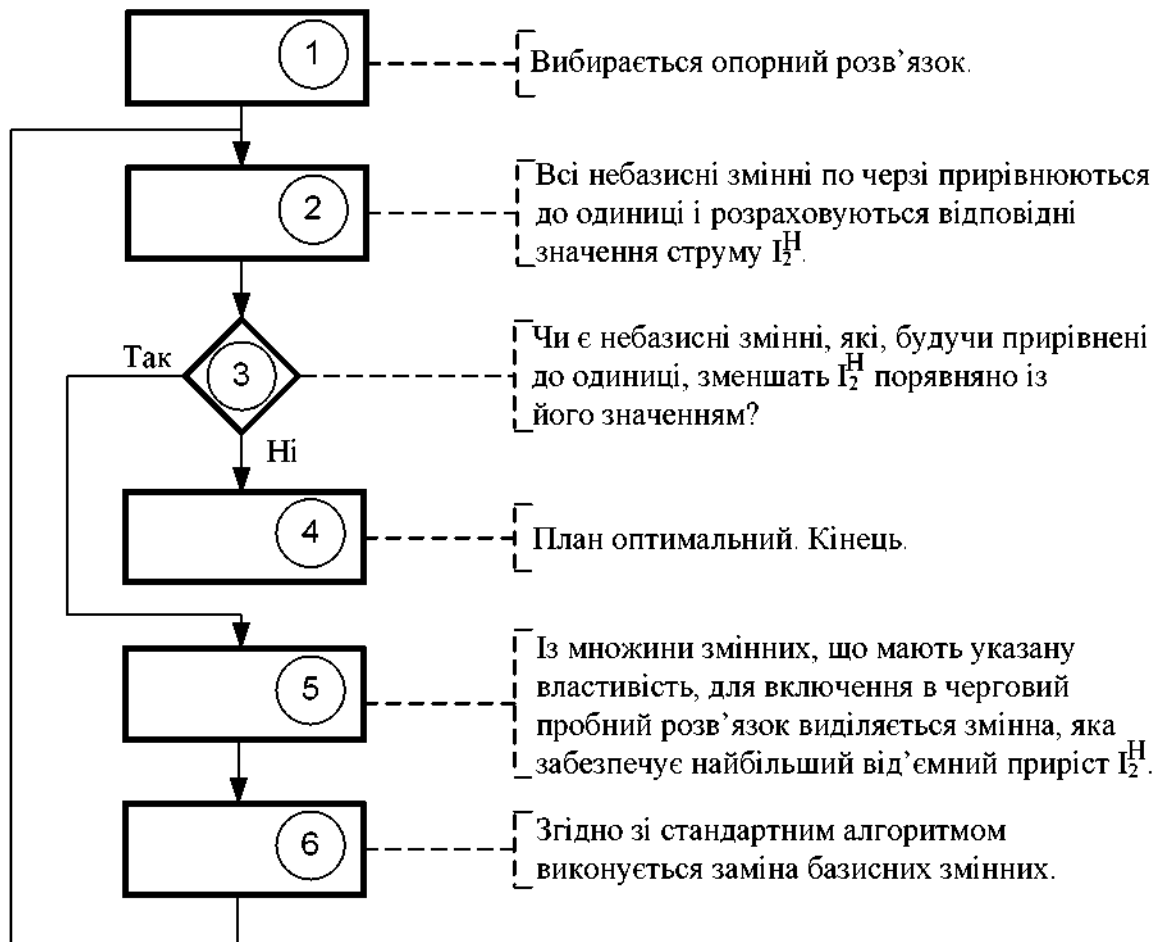 1
Вибирається опорний розв’язок.
2
Всі небазисні змінні по черзі прирівнюються
до одиниці і розраховуються відповідні
значення струму I₂ᴴ.
Так
3
Чи є небазисні змінні, які, будучи прирівнені
до одиниці, зменшать I₂ᴴ порявняно із
його значенням?
Ні
4
План оптимальний. Кінець.
5
Із множини змінних, що мають указану
властивість, для включення в черговий
пробний розв’язок виділяється змінна, яка
забезпечує найбільший від’ємний приріст I₂ᴴ.
6
Згідно зі стандартним алгоритмом
виконується заміна базисних змінних.